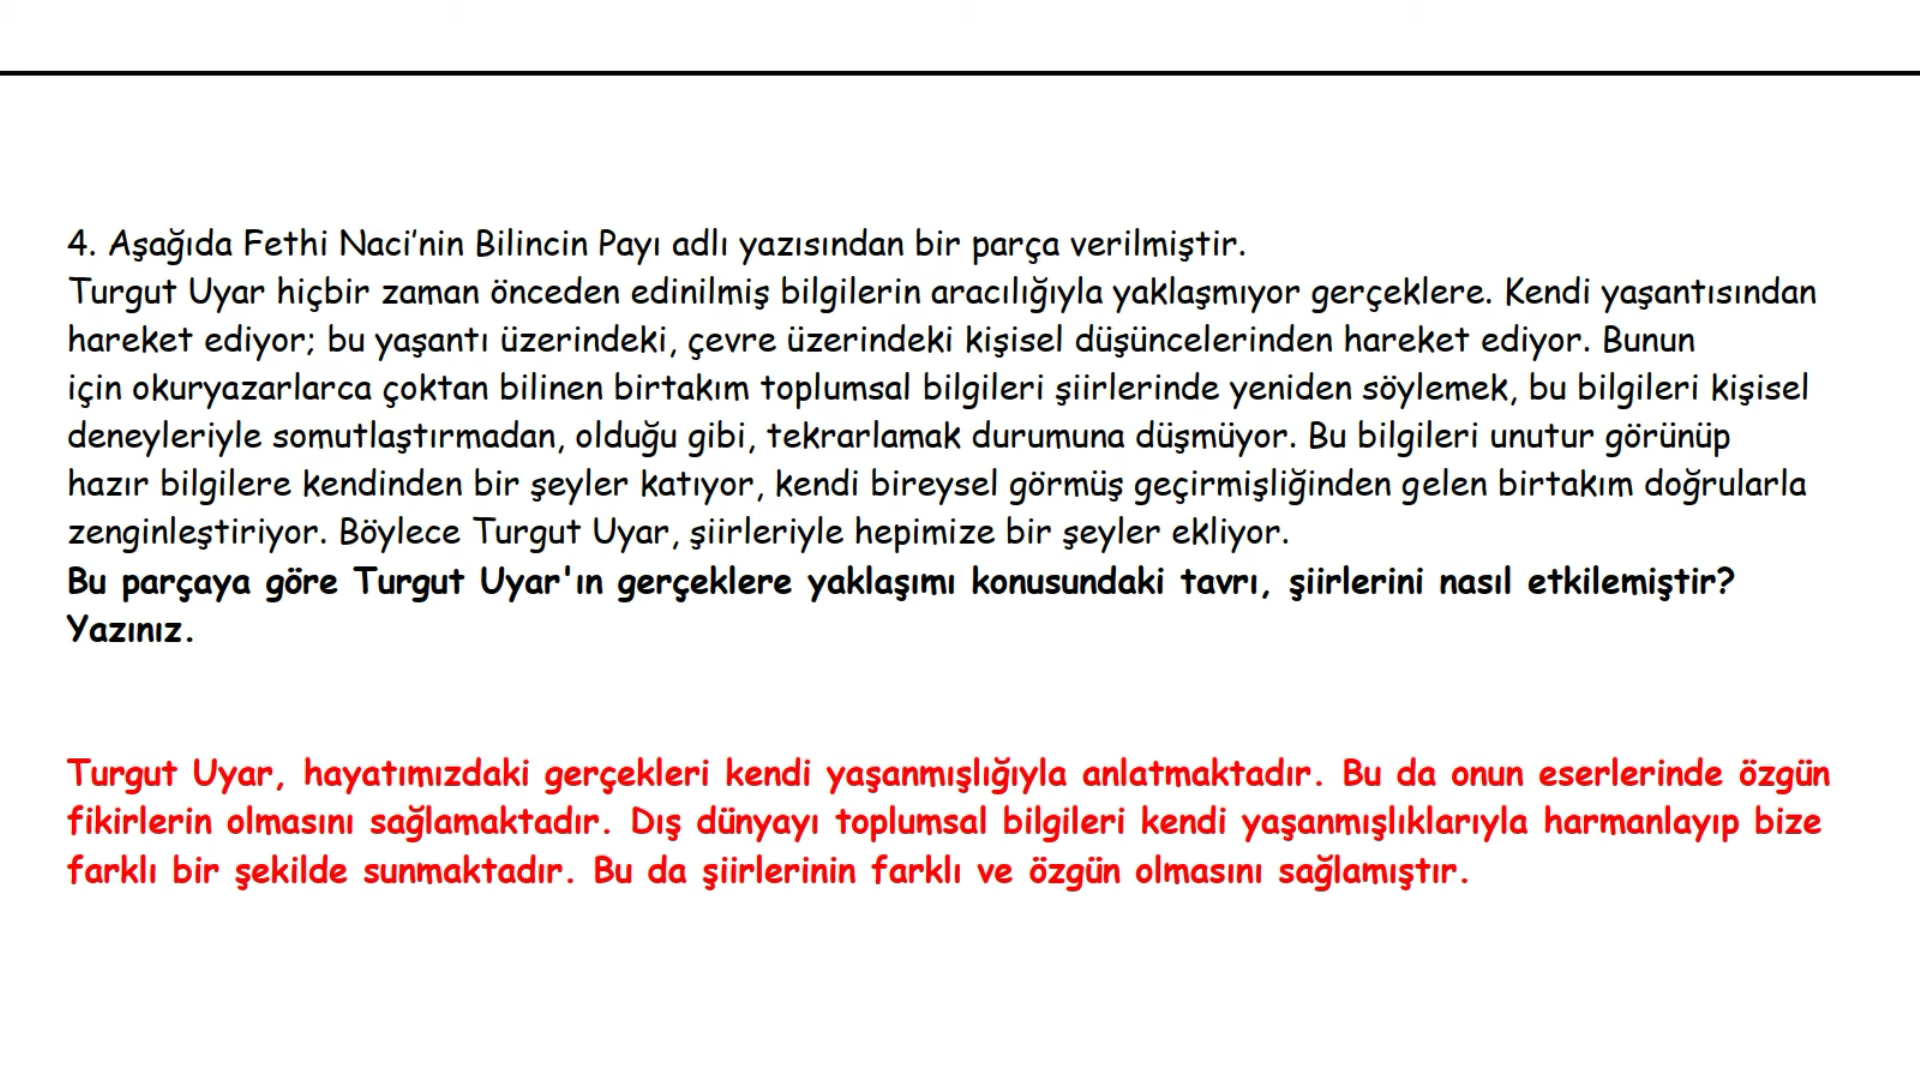 4. Aşağıda Fethi Naci’nin Bilincin Payı adlı yazısından bir parça verilmiştir.
Turgut Uyar hiçbir zaman önceden edinilmiş bilgilerin aracılığıyla yaklaşmıyor gerçeklere. Kendi yaşantısından
hareket ediyor; bu yaşantı üzerindeki, çevre üzerindeki kişisel düşüncelerinden hareket ediyor. Bunun
için okuryazarlarca çoktan bilinen birtakım toplumsal bilgileri şiirlerinde yeniden söylemek, bu bilgileri kişisel
deneyleriyle somutlaştırmadan, olduğu gibi, tekrarlamak durumuna düşmüyor. Bu bilgileri unutur görünüp
hazır bilgilere kendinden bir şeyler katıyor, kendi bireysel görmüş geçirmişliğinden gelen birtakım doğrularla
zenginleştiriyor. Böylece Turgut Uyar, şiirleriyle hepimize bir şeyler ekliyor.
Bu parçaya göre Turgut Uyar'ın gerçeklere yaklaşımı konusundaki tavrı, şiirlerini nasıl etkilemiştir?
Yazınız.
Turgut Uyar, hayatımızdaki gerçekleri kendi yaşanmışlığıyla anlatmaktadır. Bu da onun eserlerinde özgün
fikirlerin olmasını sağlamaktadır. Dış dünyayı toplumsal bilgileri kendi yaşanmışlıklarıyla harmanlayıp bize
farklı bir şekilde sunmaktadır. Bu da şiirlerinin farklı ve özgün olmasını sağlamıştır.